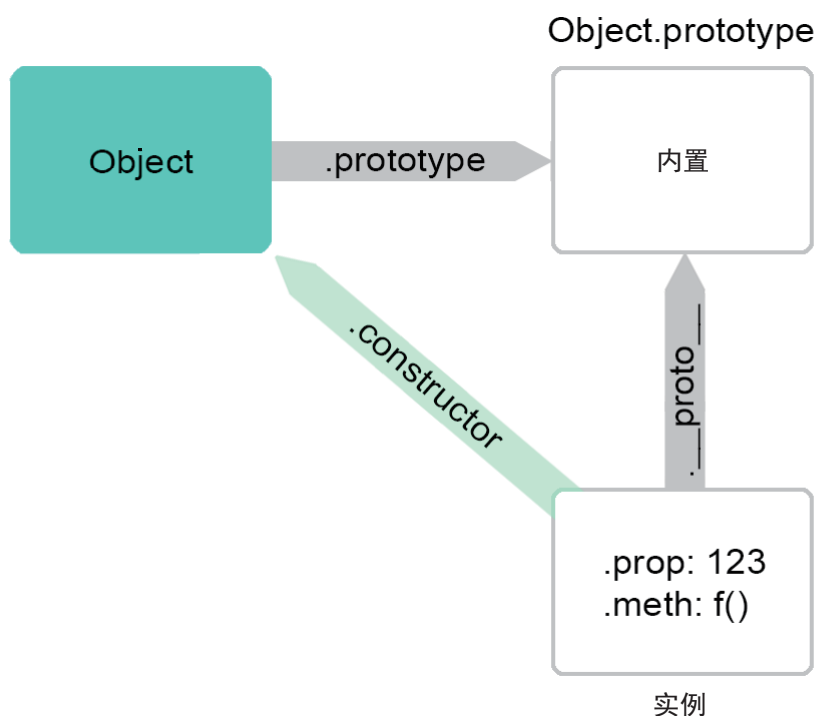 Object.prototype
Object
.prototype
内置
.constructor
.__proto__
.prop: 123
.meth: f()
实例